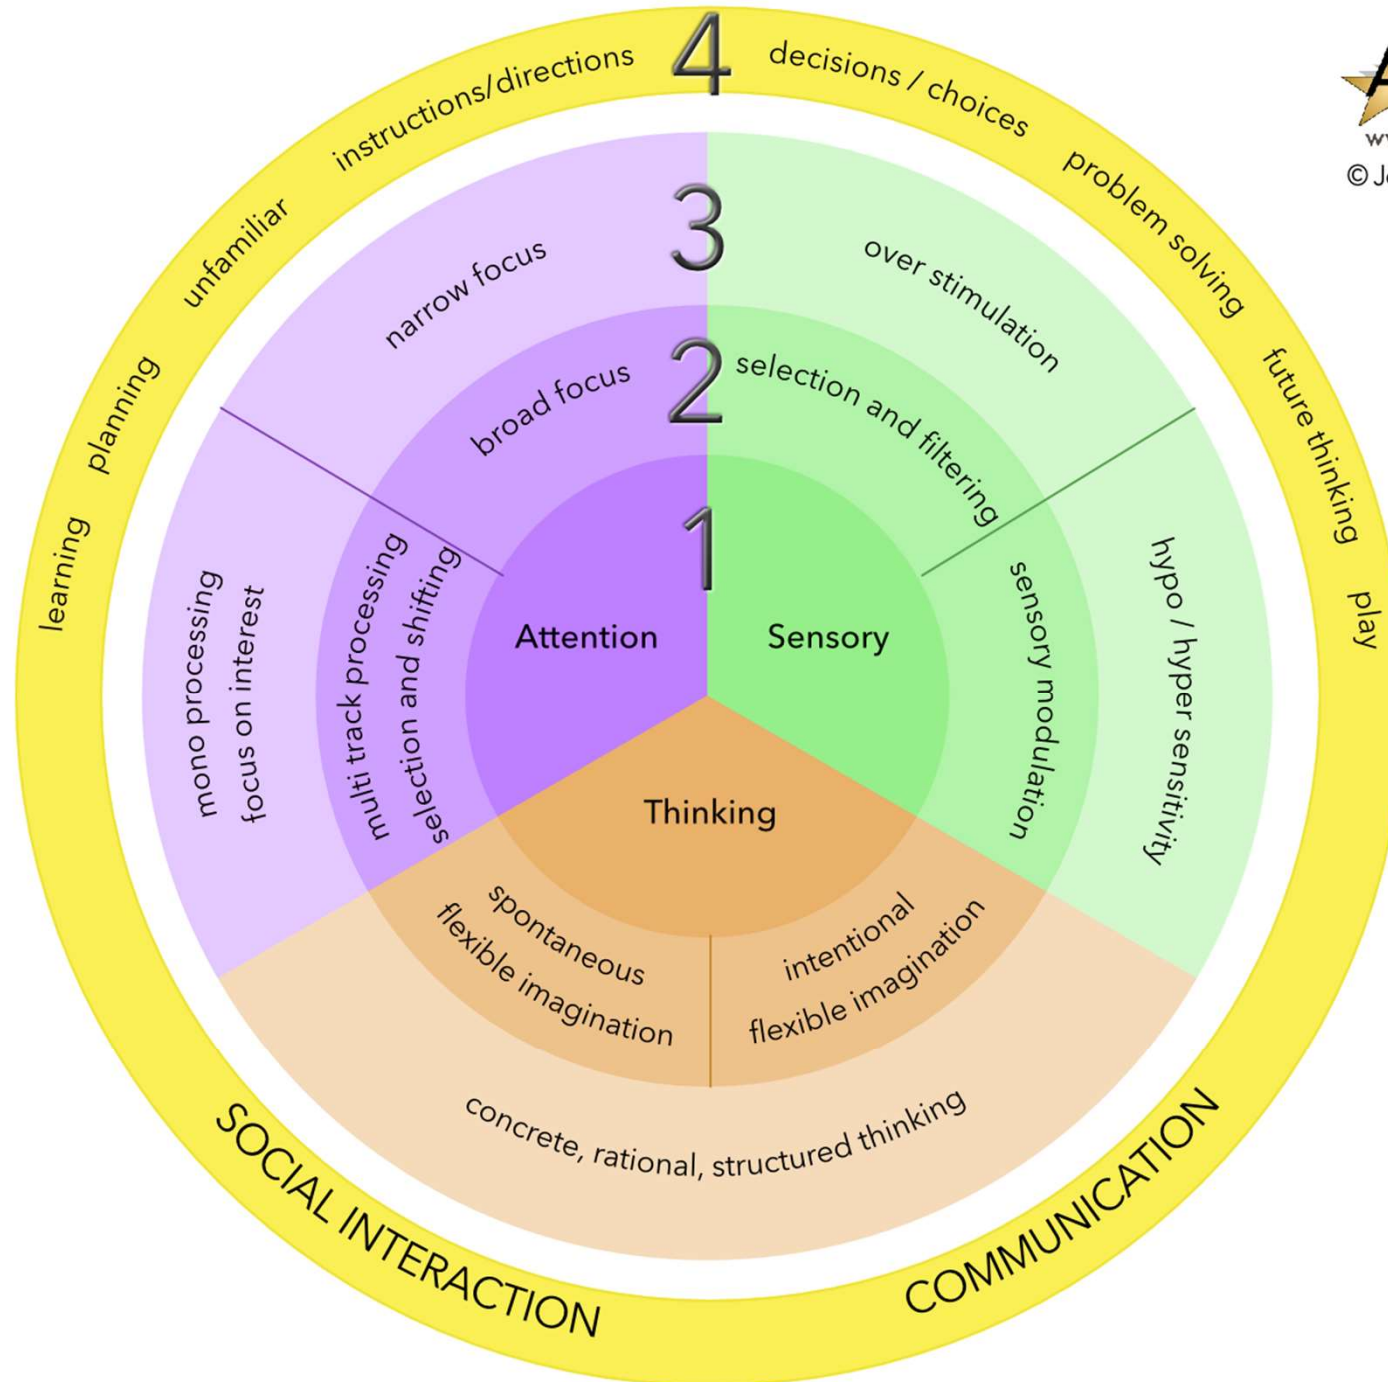 4
instructions/directions
decisions / choices
unfamiliar
problem solving
planning
future thinking
learning
play
3
narrow focus
over stimulation
mono processing
focus on interest
hypo / hyper sensitivity
2
broad focus
selection and filtering
multi track processing
selection and shifting
sensory modulation
1
Attention
Sensory
Thinking
spontaneous
flexible imagination
intentional
flexible imagination
concrete, rational, structured thinking
SOCIAL INTERACTION
COMMUNICATION
©